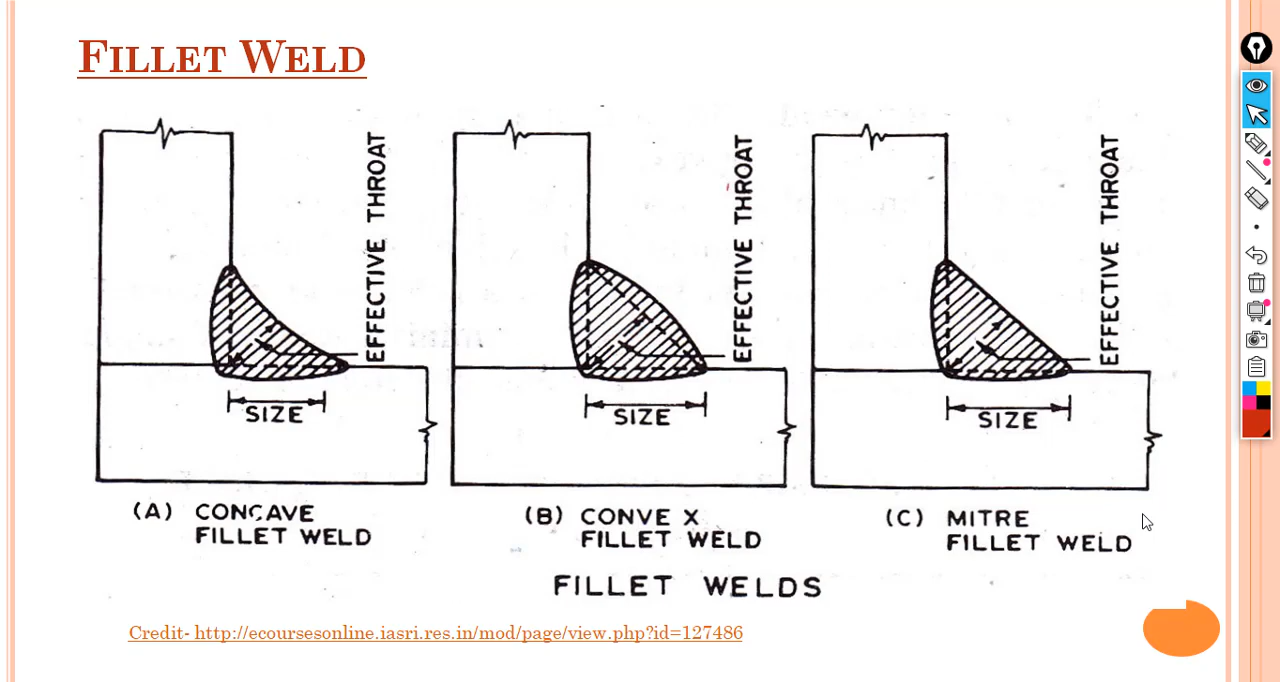 FILLET WELD
EFFECTIVE THROAT
EFFECTIVE THROAT
EFFECTIVE THROAT
SIZE
SIZE
SIZE
(A) CONCAVE
FILLET WELD
(B) CONVE X
FILLET WELD
(C) MITRE
FILLET WELD
FILLET WELDS
Credit- http://ecoursesonline.iasri.res.in/mod/page/view.php?id=127486